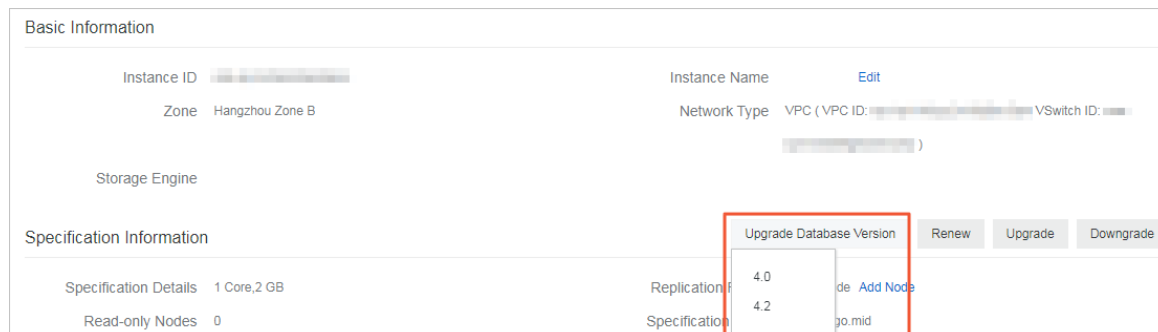 Basic Information
Instance ID
Instance Name Edit
Zone Hangzhou Zone B
Network Type VPC ( VPC ID: VSwitch ID:
)
Storage Engine
Specification Information
Upgrade Database Version Renew Upgrade Downgrade
4.0
4.2
Specification Details 1 Core,2 GB
Replication de Add Node
Read-only Nodes 0
Specification go.mid